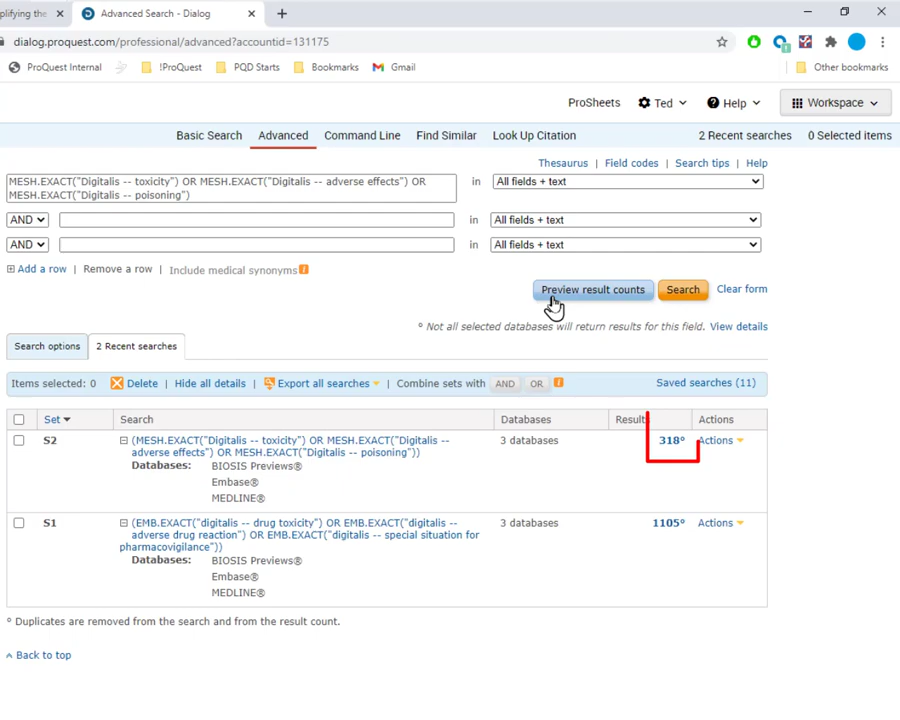 plifying the
Advanced Search - Dialog
dialog.proquest.com/professional/advanced?accountid=131175
ProQuest Internal
!ProQuest
PQD Starts
Bookmarks
Gmail
Other bookmarks
ProSheets
Ted
Help
Workspace
Basic Search
Advanced
Command Line
Find Similar
Look Up Citation
2 Recent searches
0 Selected items
Thesaurus | Field codes | Search tips | Help
MESH.EXACT("Digitalis -- toxicity") OR MESH.EXACT("Digitalis -- adverse effects") OR
MESH.EXACT("Digitalis -- poisoning")
in
All fields + text
AND
in
All fields + text
AND
in
All fields + text
Add a row | Remove a row | Include medical synonyms
Preview result counts
Search
Clear form
° Not all selected databases will return results for this field. View details
Search options
2 Recent searches
Items selected: 0
Delete | Hide all details | Export all searches | Combine sets with AND OR
Saved searches (11)
Set
Search
Databases
Results
Actions
S2
(MESH.EXACT("Digitalis -- toxicity") OR MESH.EXACT("Digitalis --
adverse effects") OR MESH.EXACT("Digitalis -- poisoning"))
Databases: BIOSIS Previews®
Embase®
MEDLINE®
3 databases
318°
Actions
S1
(EMB.EXACT("digitalis -- drug toxicity") OR EMB.EXACT("digitalis --
adverse drug reaction") OR EMB.EXACT("digitalis -- special situation for
pharmacovigilance"))
Databases: BIOSIS Previews®
Embase®
MEDLINE®
3 databases
1105°
Actions
° Duplicates are removed from the search and from the result count.
Back to top